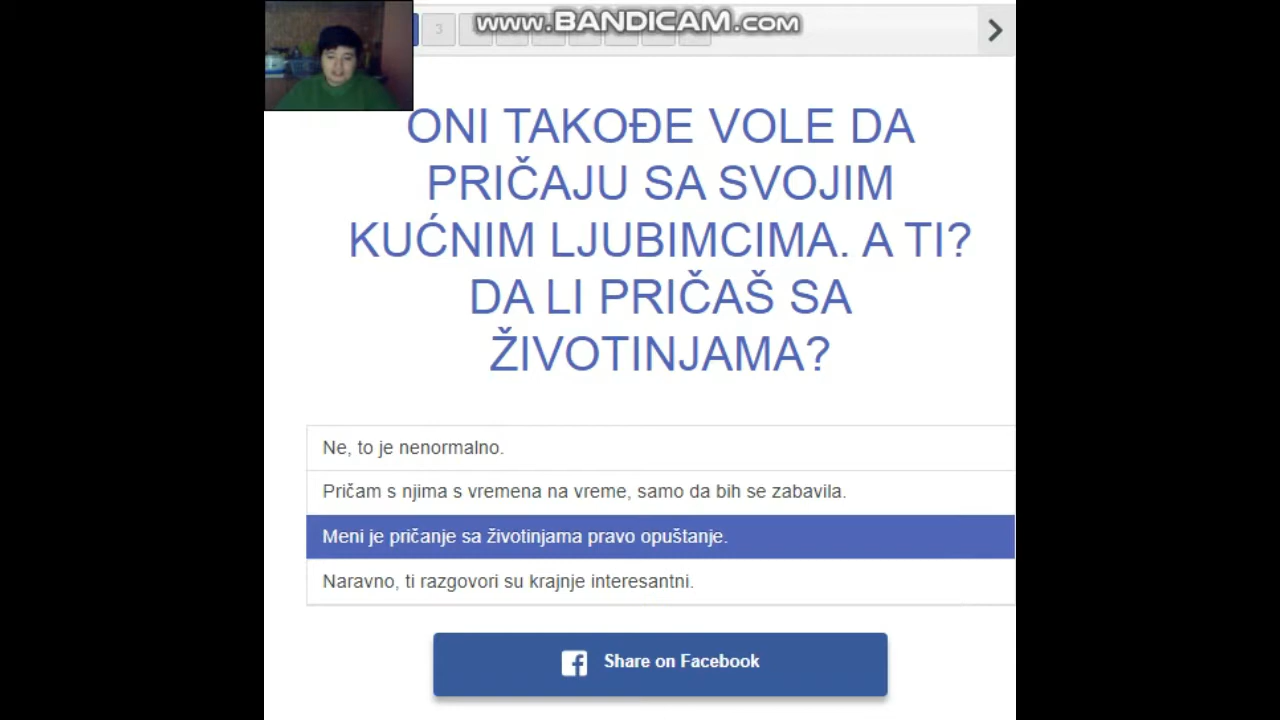 www.BANDICAM.com
3
ONI TAKOĐE VOLE DA
PRIČAJU SA SVOJIM
KUĆNIM LJUBIMCIMA. A TI?
DA LI PRIČAŠ SA
ŽIVOTINJAMA?
Ne, to je nenormalno.
Pričam s njima s vremena na vreme, samo da bih se zabavila.
Meni je pričanje sa životinjama pravo opuštanje.
Naravno, ti razgovori su krajnje interesantni.
Share on Facebook